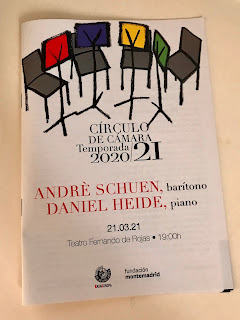 CÍRCULO
DE CÁMARA
Temporada
2020 21
ANDRÈ SCHUEN, barítono
DANIEL HEIDE, piano
21.03.21
Teatro Fernando de Rojas • 19:00h
fundación
montemadrid